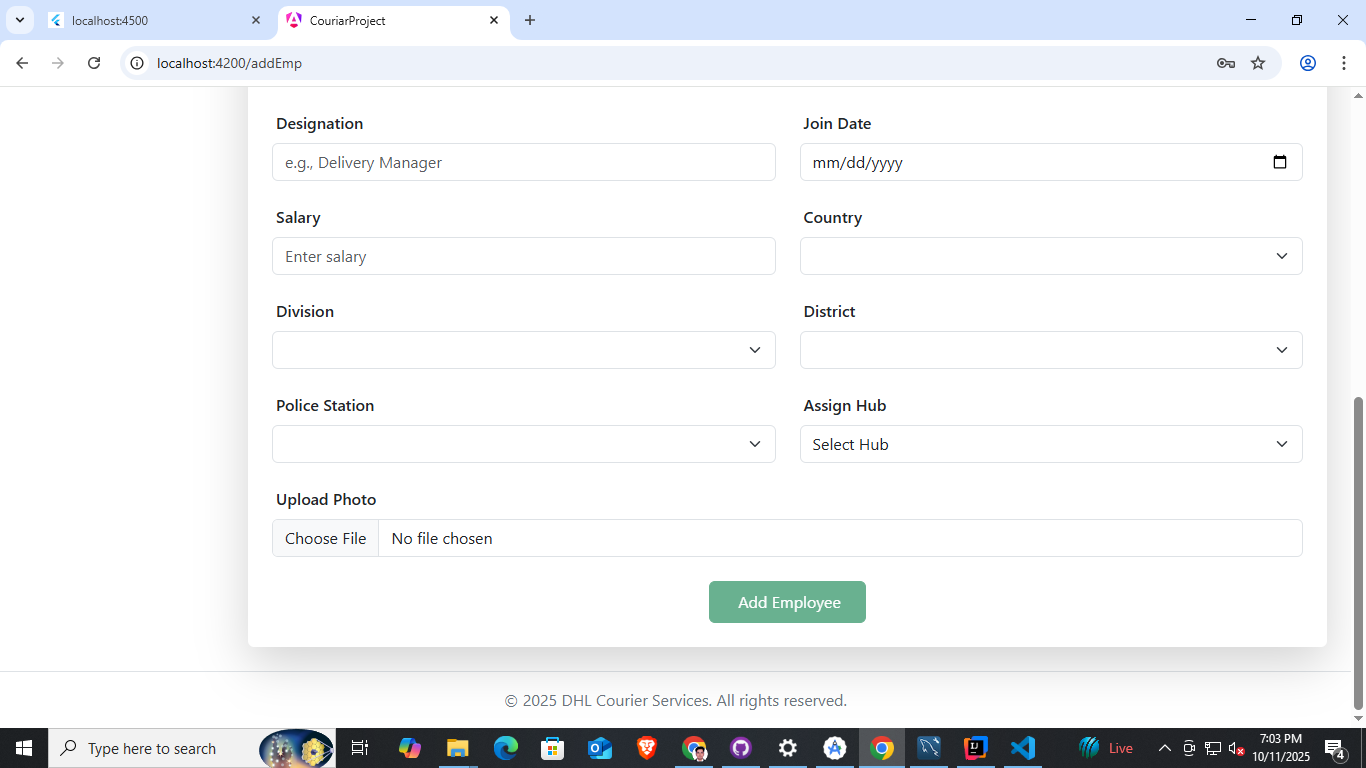 localhost:4500
CouriarProject
localhost:4200/addEmp
Designation
Join Date
e.g., Delivery Manager
mm/dd/yyyy
Salary
Country
Enter salary
Division
District
Police Station
Assign Hub
Select Hub
Upload Photo
Choose File No file chosen
Add Employee
© 2025 DHL Courier Services. All rights reserved.
Type here to search
Live
7:03 PM
10/11/2025
4